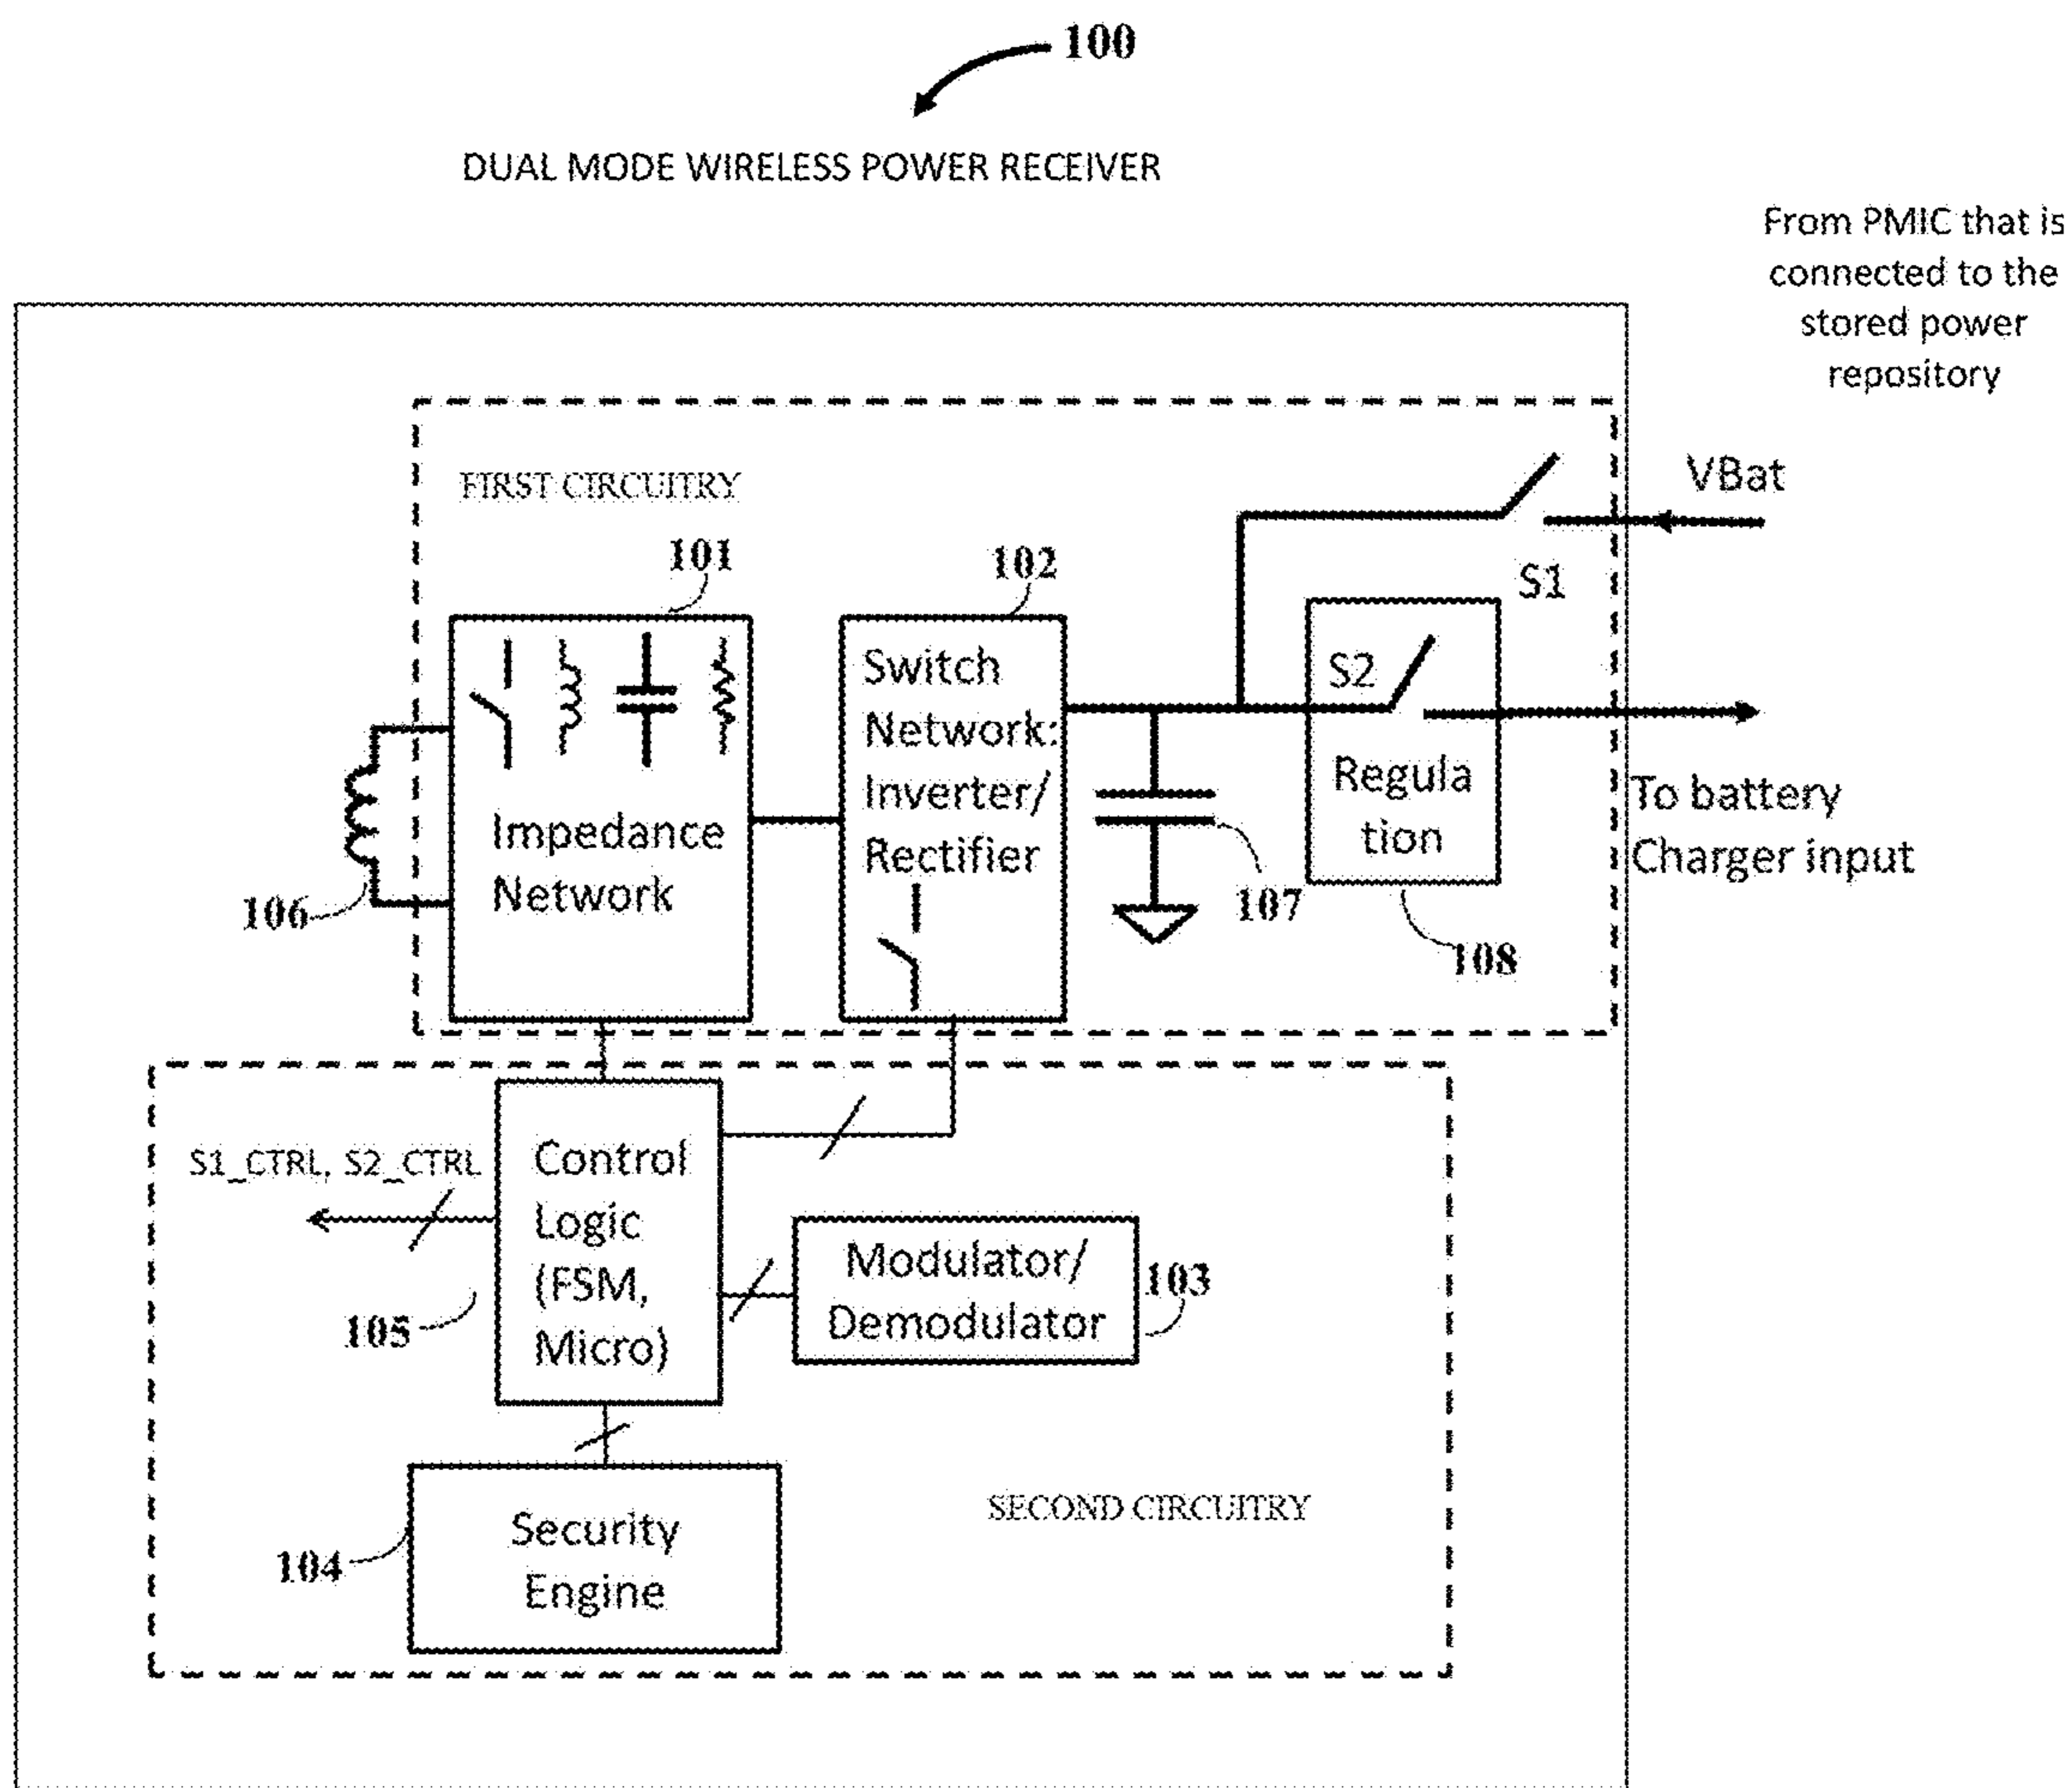 100
DUAL MODE WIRELESS POWER RECEIVER
From PMIC that is
connected to the
stored power
repository
FIRST CIRCUITRY
VBat
S1
101
102
Impedance
Network
Switch
Network:
Inverter/
Rectifier
S2
Regula
tion
To battery
Charger input
106
107
108
S1_CTRL, S2_CTRL
Control
Logic
(FSM,
Micro)
105
Modulator/
Demodulator
103
Security
Engine
104
SECOND CIRCUITRY